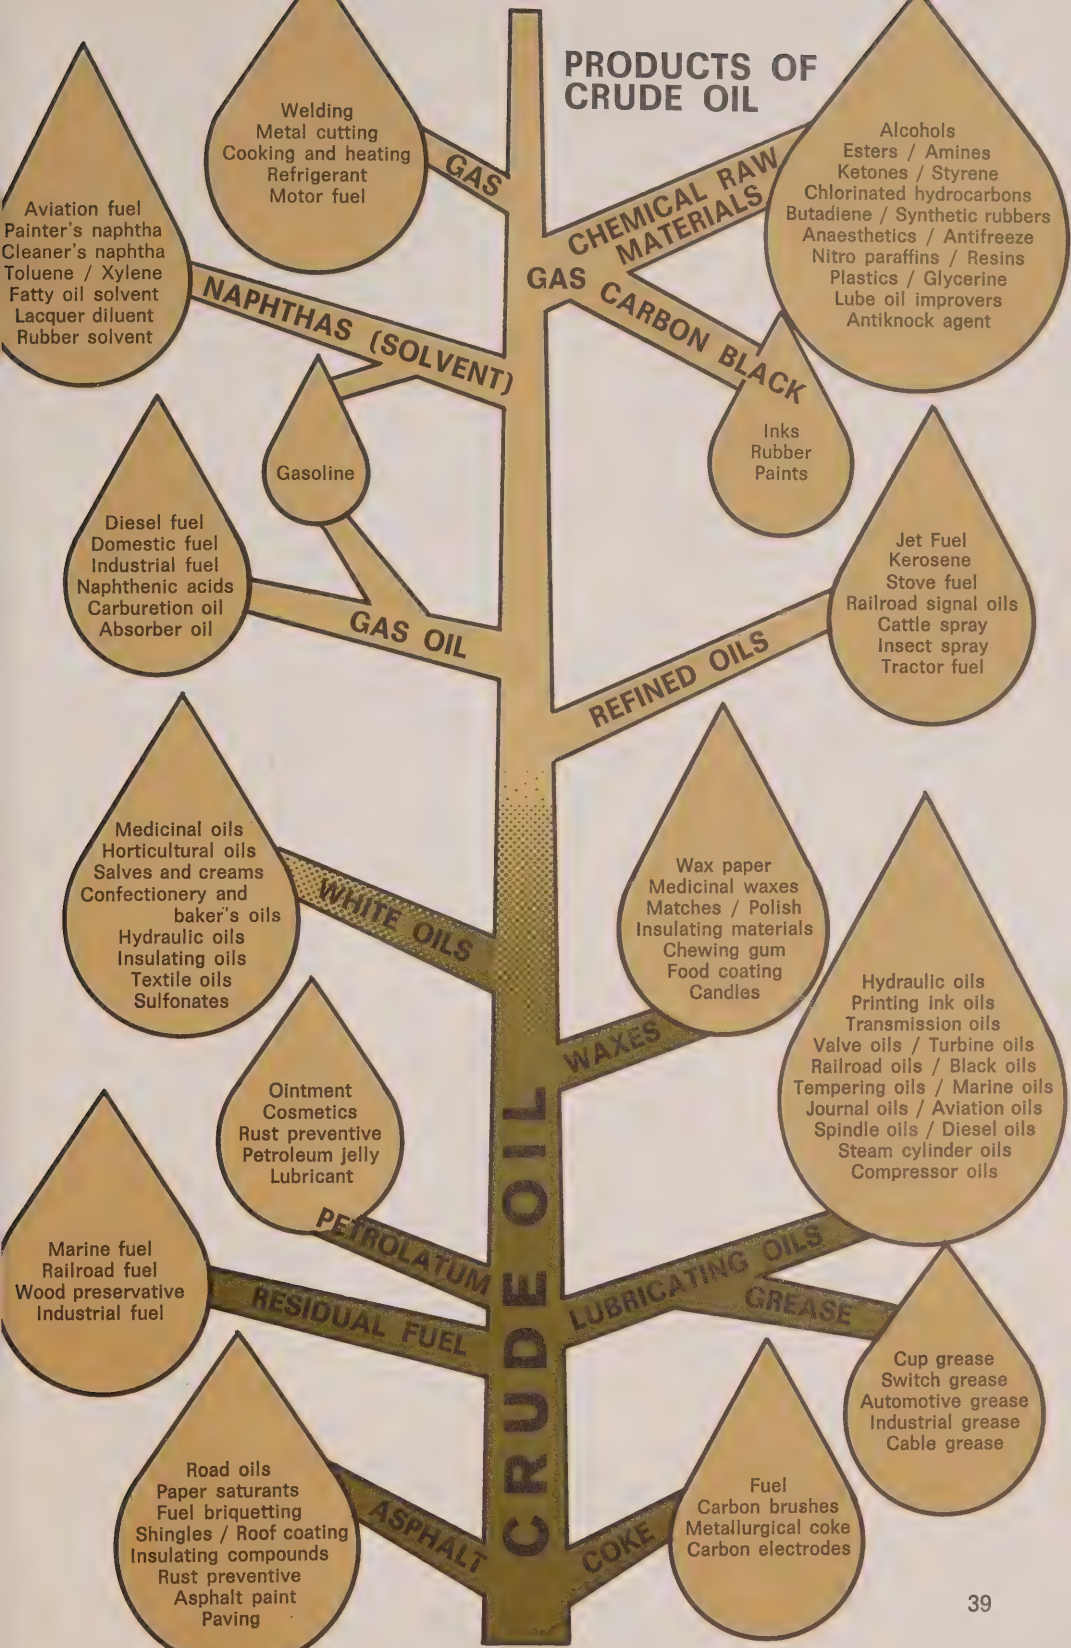 PRODUCTS OF
CRUDE OIL
Welding
Metal cutting
Cooking and heating
Refrigerant
Motor fuel
GAS
Aviation fuel
Painter's naphtha
Cleaner's naphtha
Toluene / Xylene
Fatty oil solvent
Lacquer diluent
Rubber solvent
NAPHTHAS (SOLVENT)
Gasoline
Diesel fuel
Domestic fuel
Industrial fuel
Naphthenic acids
Carburetion oil
Absorber oil
GAS OIL
Medicinal oils
Horticultural oils
Salves and creams
Confectionery and
baker's oils
Hydraulic oils
Insulating oils
Textile oils
Sulfonates
WHITE OILS
Ointment
Cosmetics
Rust preventive
Petroleum jelly
Lubricant
PETROLATUM
Marine fuel
Railroad fuel
Wood preservative
Industrial fuel
RESIDUAL FUEL
Road oils
Paper saturants
Fuel briquetting
Shingles / Roof coating
Insulating compounds
Rust preventive
Asphalt paint
Paving
ASPHALT
CRUDE OIL
CHEMICAL RAW
MATERIALS
GAS
Alcohols
Esters / Amines
Ketones / Styrene
Chlorinated hydrocarbons
Butadiene / Synthetic rubbers
Anaesthetics / Antifreeze
Nitro paraffins / Resins
Plastics / Glycerine
Lube oil improvers
Antiknock agent
CARBON BLACK
Inks
Rubber
Paints
Jet Fuel
Kerosene
Stove fuel
Railroad signal oils
Cattle spray
Insect spray
Tractor fuel
REFINED OILS
Wax paper
Medicinal waxes
Matches / Polish
Insulating materials
Chewing gum
Food coating
Candles
WAXES
Hydraulic oils
Printing ink oils
Transmission oils
Valve oils / Turbine oils
Railroad oils / Black oils
Tempering oils / Marine oils
Journal oils / Aviation oils
Spindle oils / Diesel oils
Steam cylinder oils
Compressor oils
LUBRICATING OILS
GREASE
Cup grease
Switch grease
Automotive grease
Industrial grease
Cable grease
Fuel
Carbon brushes
Metallurgical coke
Carbon electrodes
COKE
39